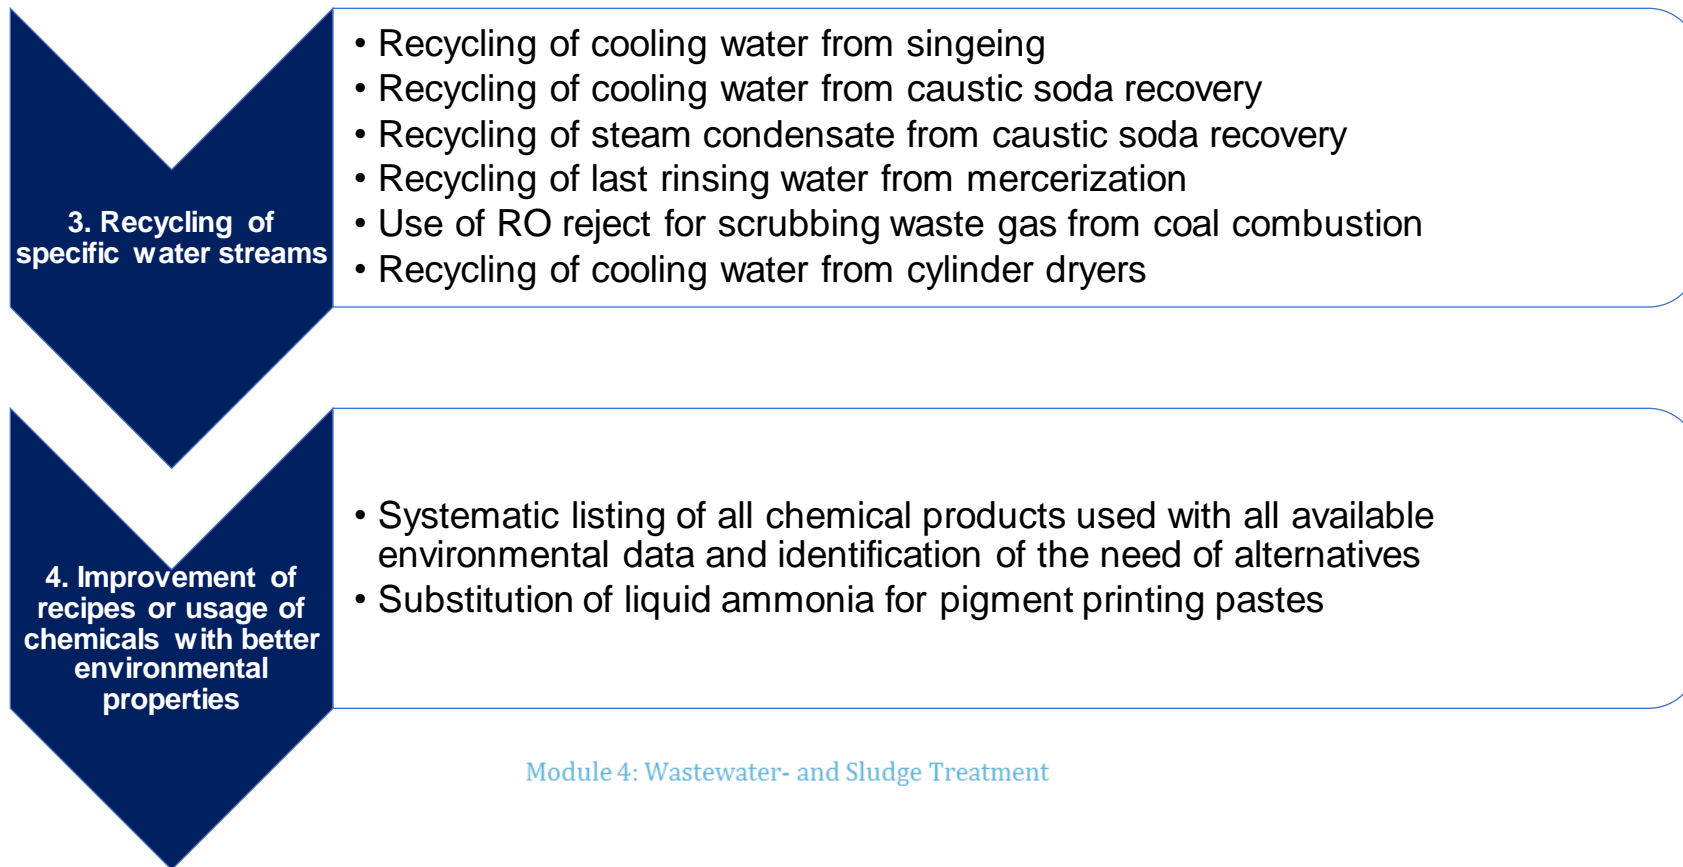 3. Recycling of
specific water streams
• Recycling of cooling water from singeing
• Recycling of cooling water from caustic soda recovery
• Recycling of steam condensate from caustic soda recovery
• Recycling of last rinsing water from mercerization
• Use of RO reject for scrubbing waste gas from coal combustion
• Recycling of cooling water from cylinder dryers
4. Improvement of
recipes or usage of
chemicals with better
environmental
properties
• Systematic listing of all chemical products used with all available
environmental data and identification of the need of alternatives
• Substitution of liquid ammonia for pigment printing pastes
Module 4: Wastewater- and Sludge Treatment